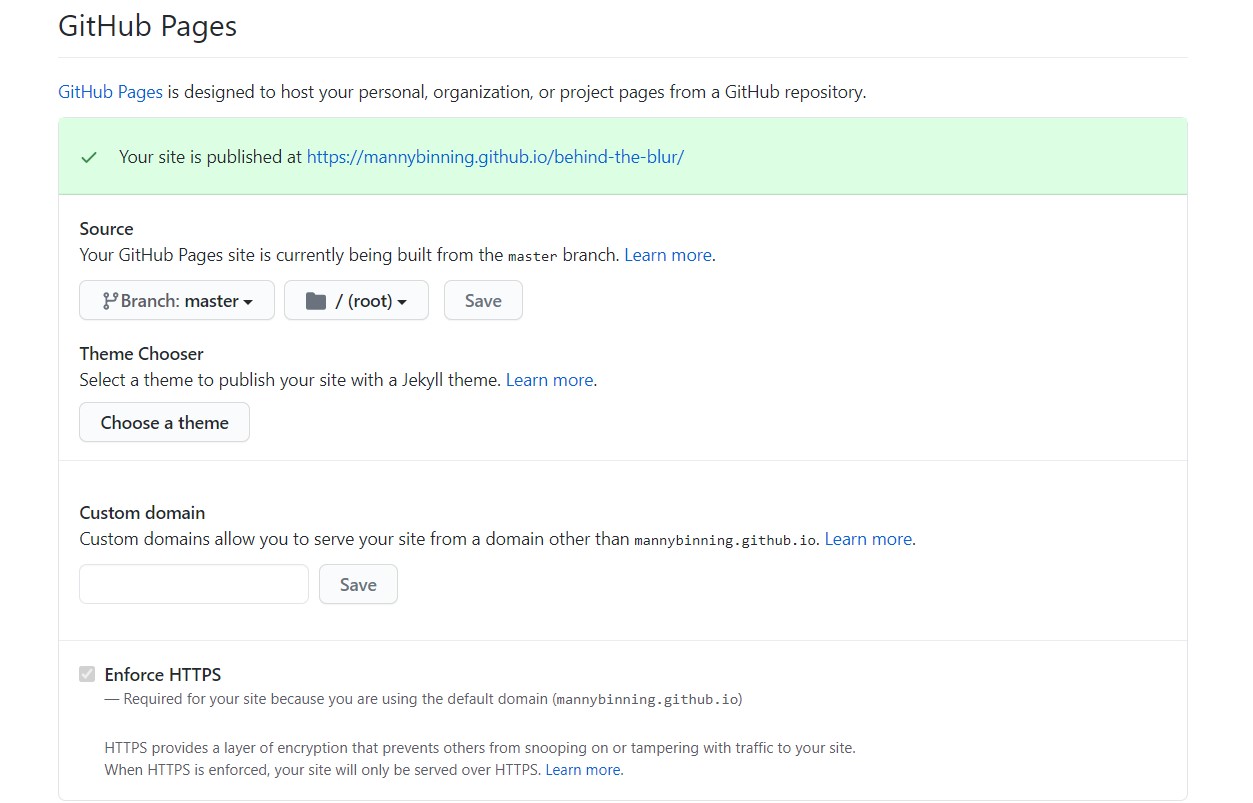 GitHub Pages
GitHub Pages is designed to host your personal, organization, or project pages from a GitHub repository.
Your site is published at https://mannybinning.github.io/behind-the-blur/
Source
Your GitHub Pages site is currently being built from the master branch. Learn more.
Branch: master / (root) Save
Theme Chooser
Select a theme to publish your site with a Jekyll theme. Learn more.
Choose a theme
Custom domain
Custom domains allow you to serve your site from a domain other than mannybinning.github.io. Learn more.
Save
Enforce HTTPS
— Required for your site because you are using the default domain (mannybinning.github.io)
HTTPS provides a layer of encryption that prevents others from snooping on or tampering with traffic to your site.
When HTTPS is enforced, your site will only be served over HTTPS. Learn more.